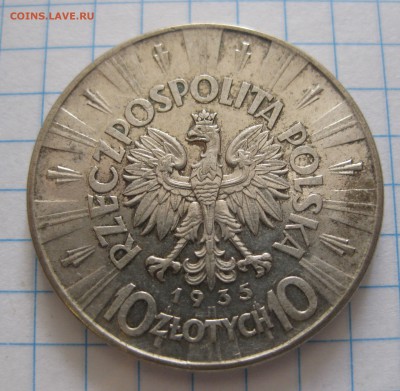 COINS.LAVE.RU
RZECZPOSPOLITA POLSKA
1935
10 ZŁOTYCH 10